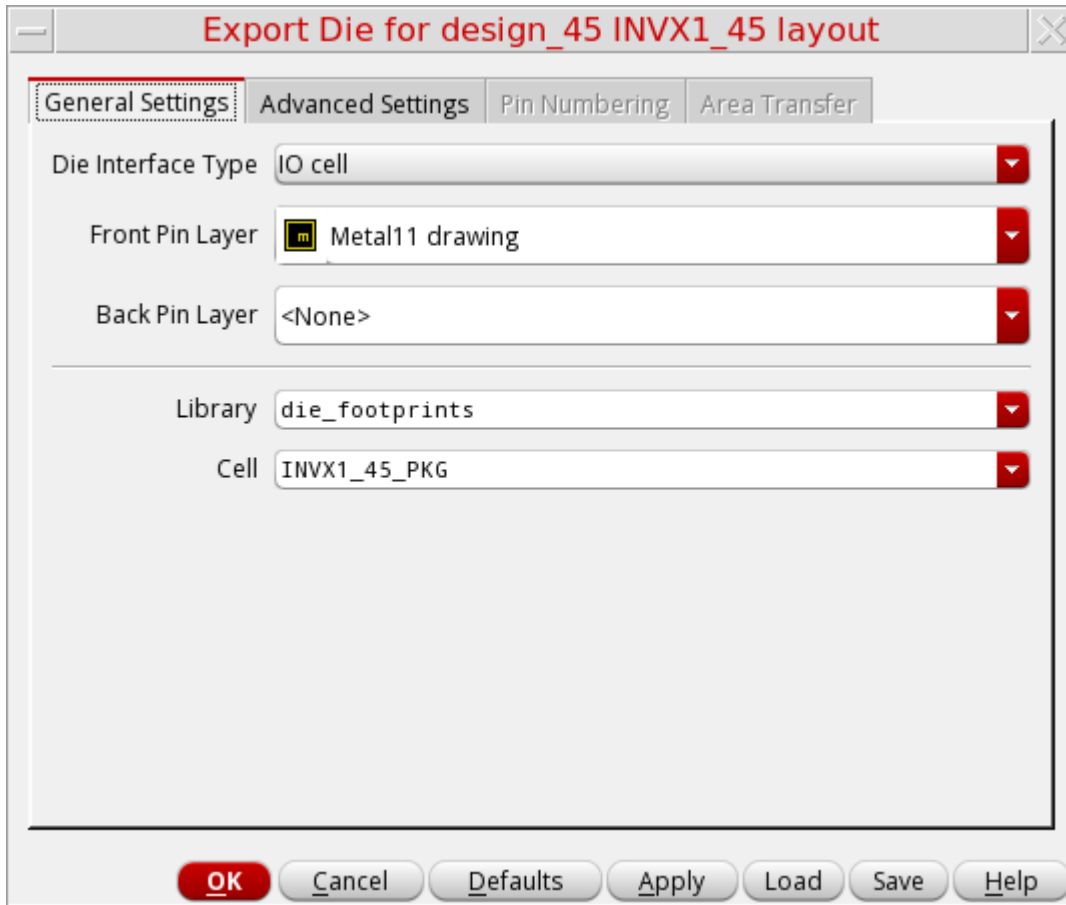 Export Die for design_45 INVX1_45 layout
General Settings Advanced Settings Pin Numbering Area Transfer
Die Interface Type IO cell
Front Pin Layer m Metal11 drawing
Back Pin Layer <None>
Library die_footprints
Cell INVX1_45_PKG
OK Cancel Defaults Apply Load Save Help